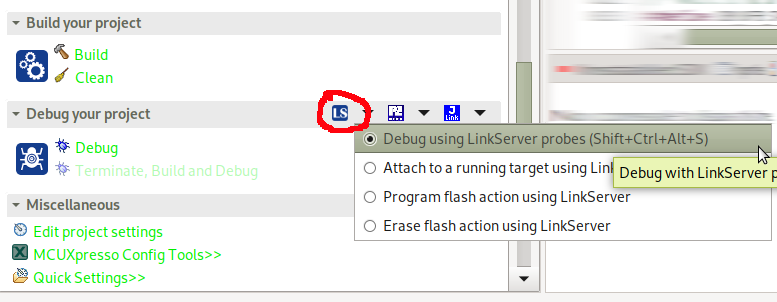 Build your project
Build
Clean
Debug your project
LS
J
Link
Debug
Terminate, Build and Debug
Debug using LinkServer probes (Shift+Ctrl+Alt+S)
Attach to a running target using
Debug with LinkServer
Program flash action using LinkServer
Erase flash action using LinkServer
Miscellaneous
Edit project settings
MCUXpresso Config Tools>>
Quick Settings>>